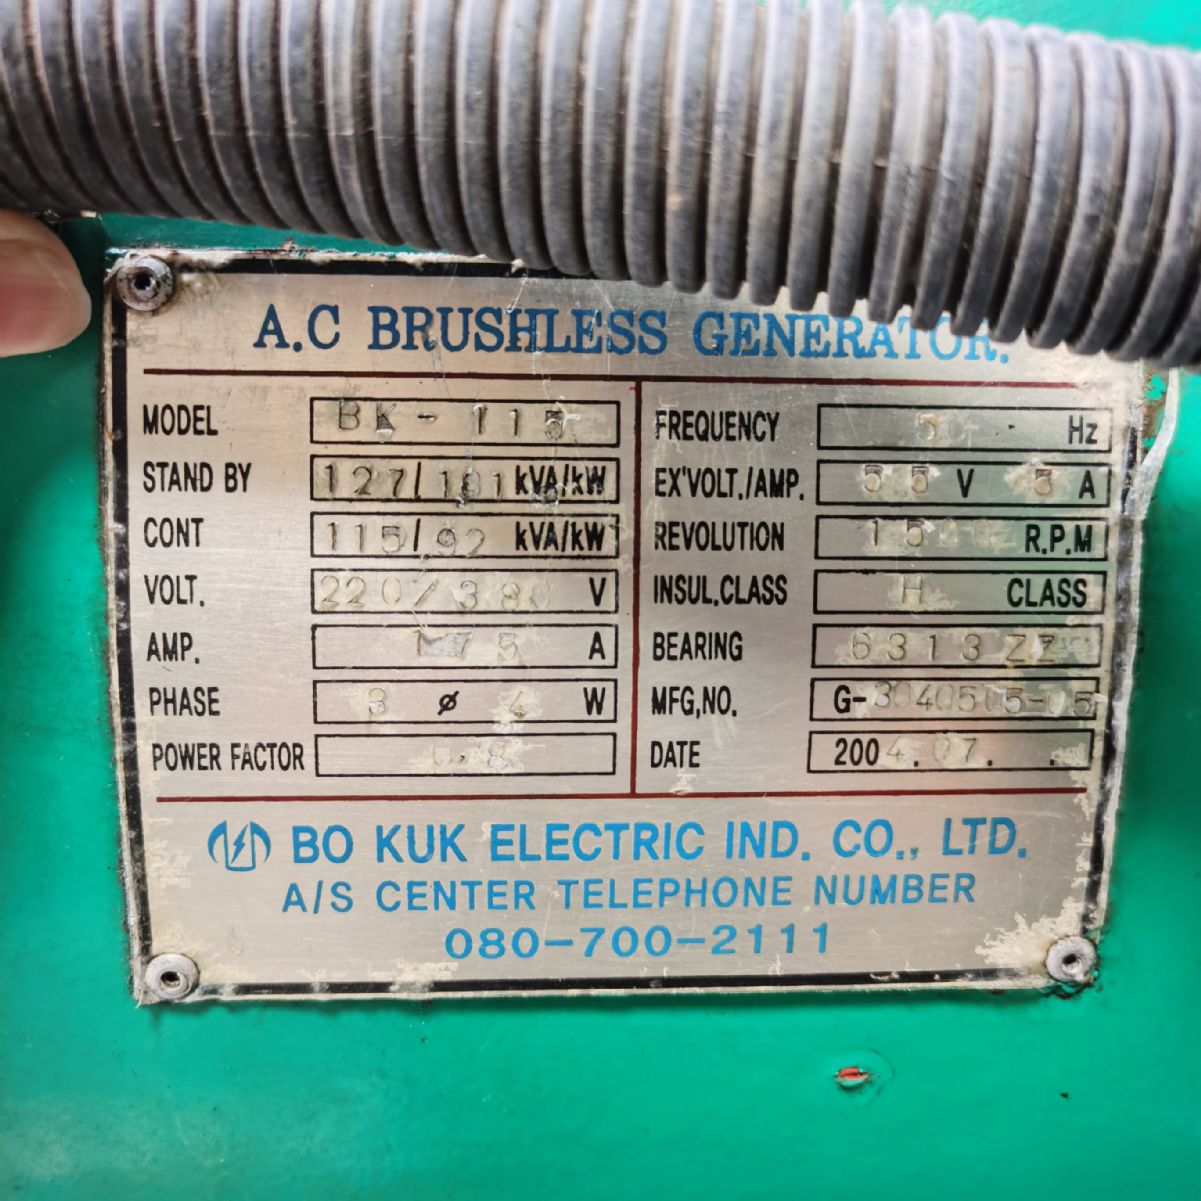 A.C BRUSHLESS GENERATOR.
MODEL BK-115
STAND BY 127/101 kVA/kW
CONT 115/92 kVA/kW
VOLT. 220/380 V
AMP. 175 A
PHASE 3 ø 4 W
POWER FACTOR 0.8
FREQUENCY 50 Hz
EX'VOLT./AMP. 55 V 5 A
REVOLUTION 1500 R.P.M
INSUL.CLASS H CLASS
BEARING 6313ZZ
MFG,NO. G-3040505-05
DATE 2004.07. .
BO KUK ELECTRIC IND. CO., LTD.
A/S CENTER TELEPHONE NUMBER
080-700-2111